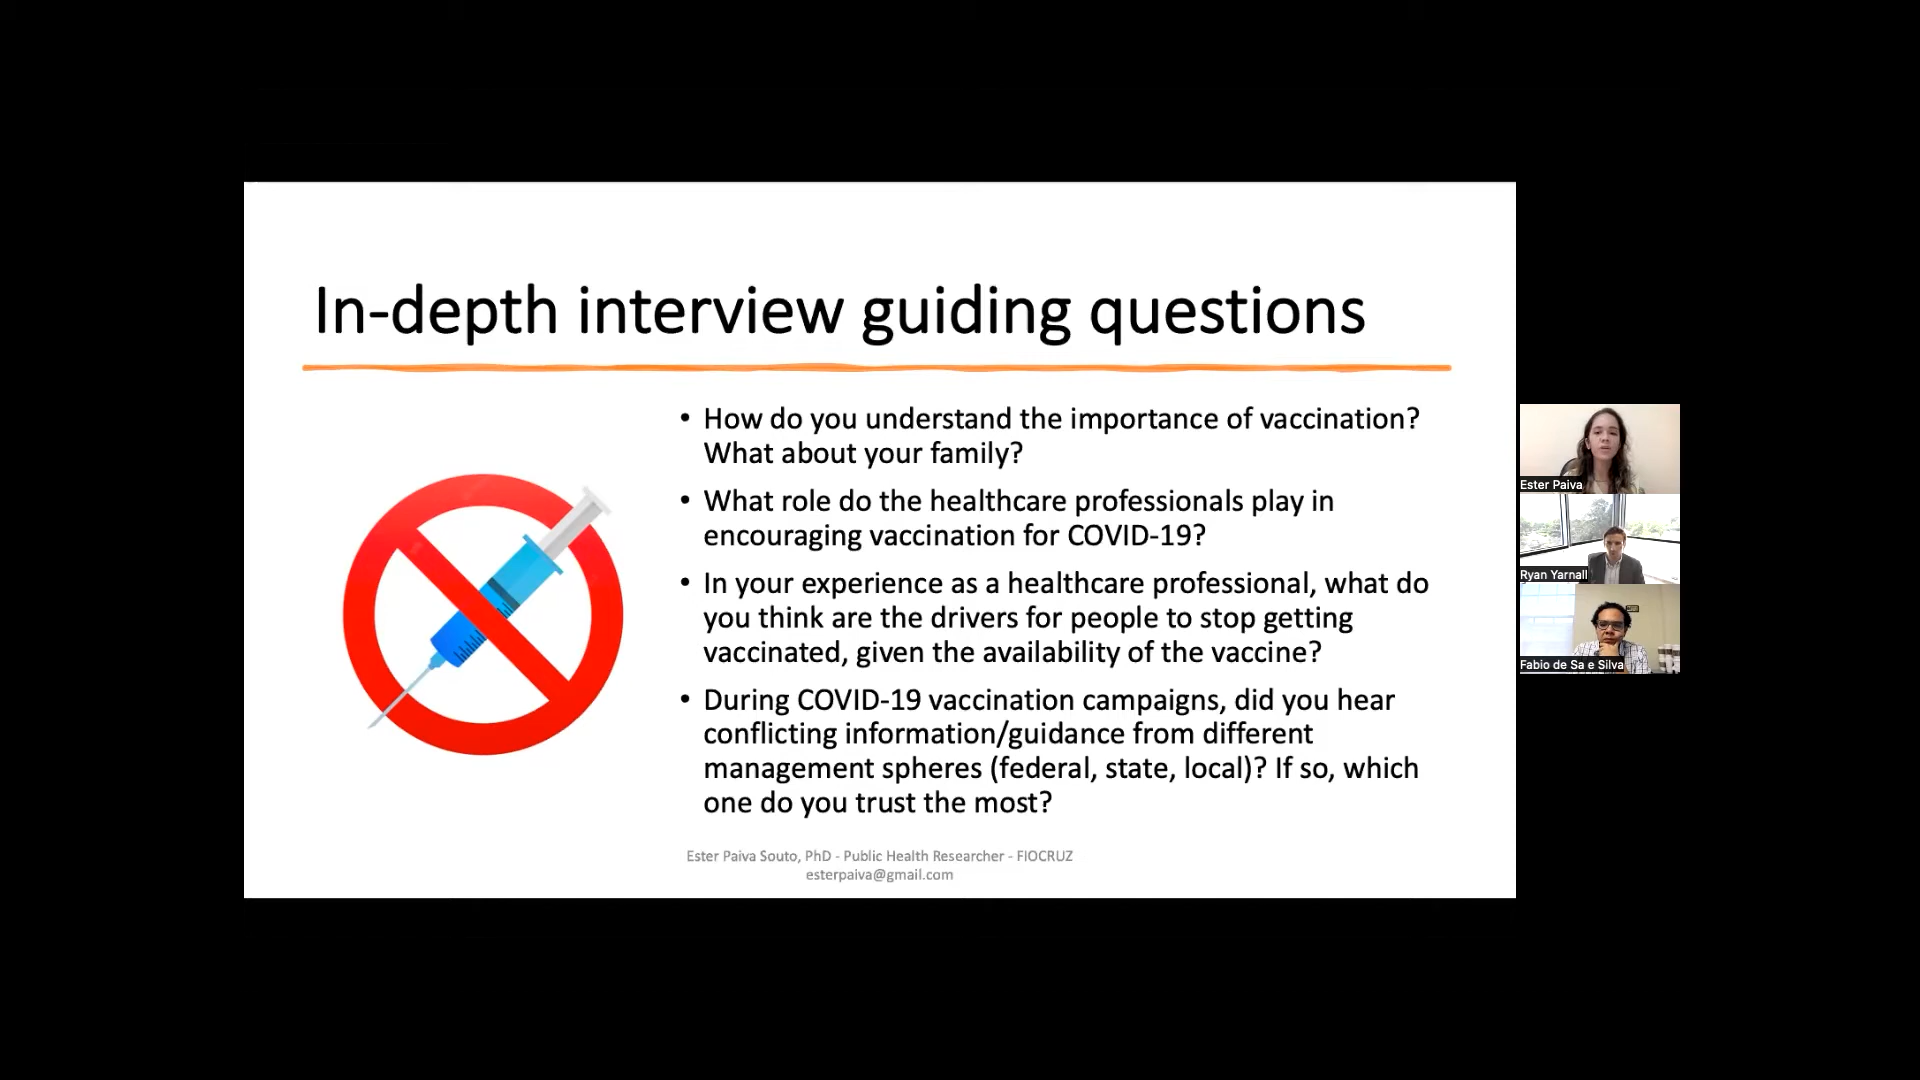 In-depth interview guiding questions
• How do you understand the importance of vaccination?
What about your family?
• What role do the healthcare professionals play in
encouraging vaccination for COVID-19?
• In your experience as a healthcare professional, what do
you think are the drivers for people to stop getting
vaccinated, given the availability of the vaccine?
• During COVID-19 vaccination campaigns, did you hear
conflicting information/guidance from different
management spheres (federal, state, local)? If so, which
one do you trust the most?
Ester Paiva Souto, PhD - Public Health Researcher - FIOCRUZ
esterpaiva@gmail.com
Ester Paiva
Ryan Yarnall
Fabio de Sa e Silva